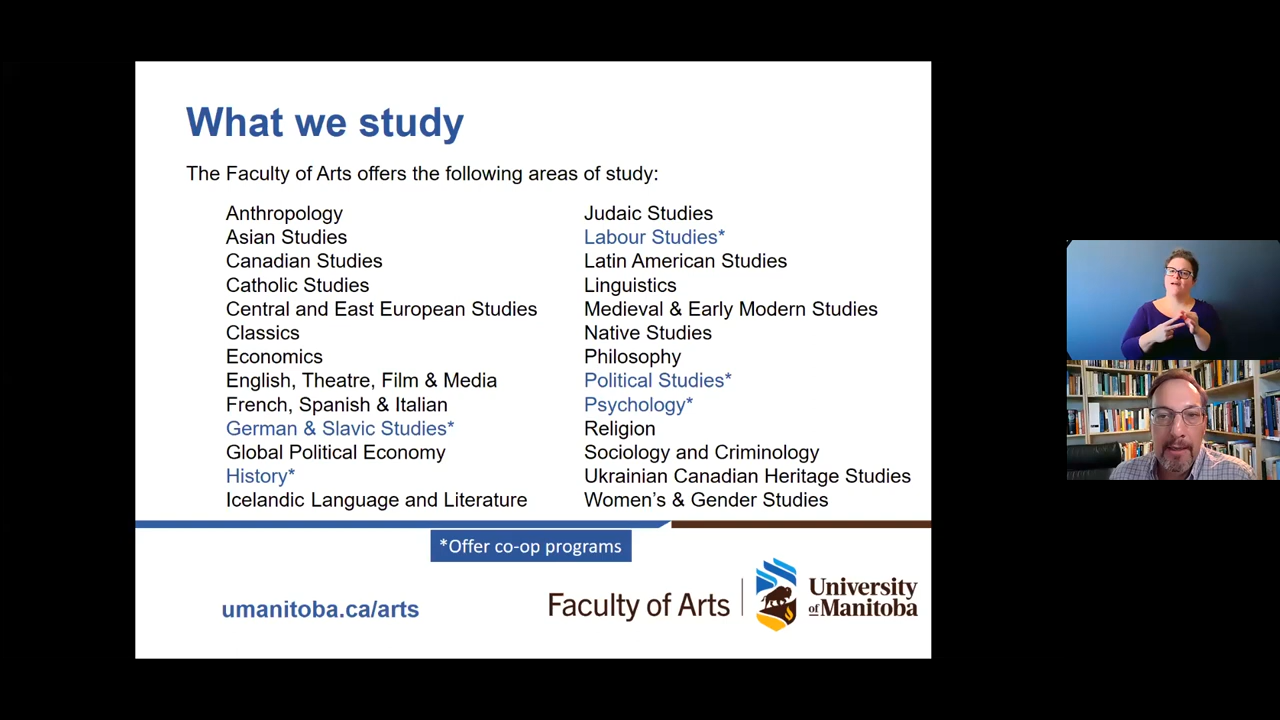 What we study
The Faculty of Arts offers the following areas of study:
Anthropology
Asian Studies
Canadian Studies
Catholic Studies
Central and East European Studies
Classics
Economics
English, Theatre, Film & Media
French, Spanish & Italian
German & Slavic Studies*
Global Political Economy
History*
Icelandic Language and Literature
Judaic Studies
Labour Studies*
Latin American Studies
Linguistics
Medieval & Early Modern Studies
Native Studies
Philosophy
Political Studies*
Psychology*
Religion
Sociology and Criminology
Ukrainian Canadian Heritage Studies
Women’s & Gender Studies
*Offer co-op programs
umanitoba.ca/arts
Faculty of Arts
University
of Manitoba